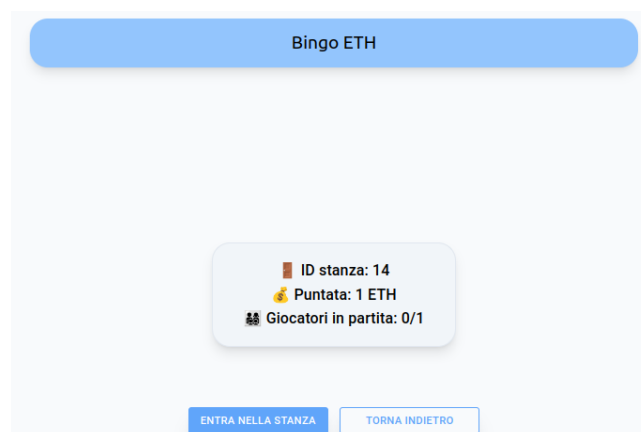 Bingo ETH
🚪 ID stanza: 14
💰 Puntata: 1 ETH
👨‍👩‍👧‍👦 Giocatori in partita: 0/1
ENTRA NELLA STANZA
TORNA INDIETRO